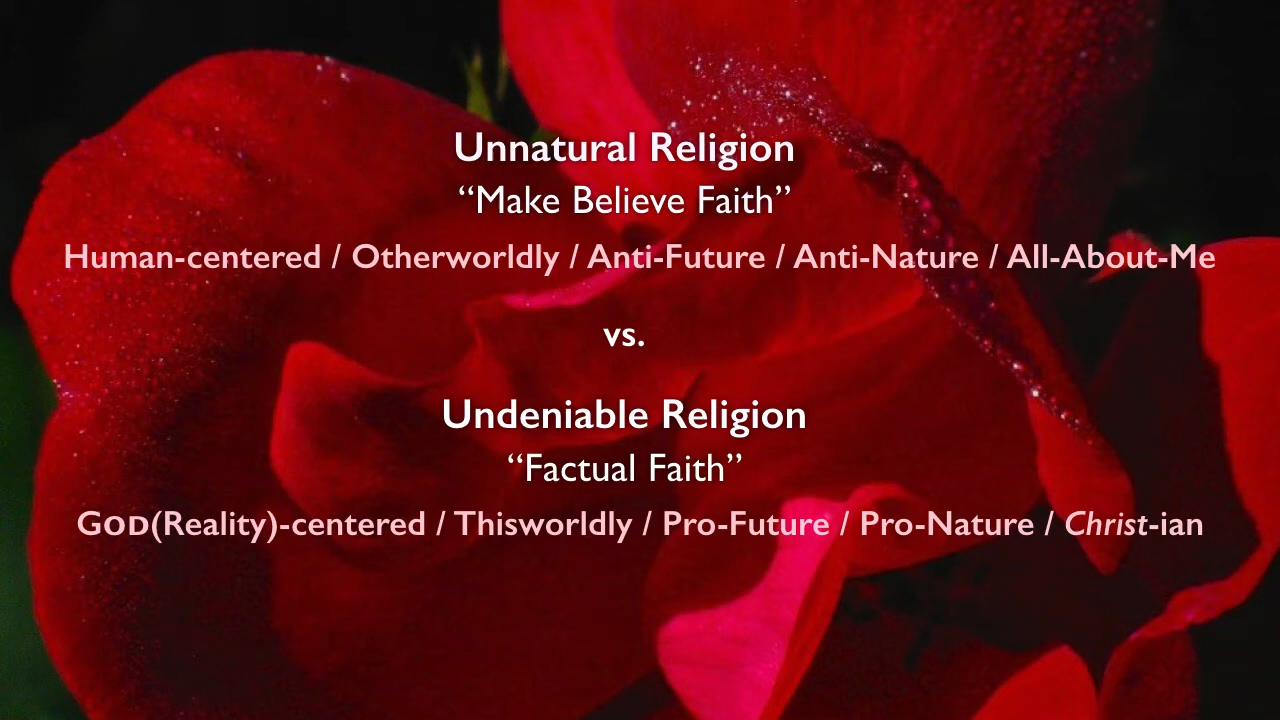 Unnatural Religion
“Make Believe Faith”
Human-centered / Otherworldly / Anti-Future / Anti-Nature / All-About-Me
vs.
Undeniable Religion
“Factual Faith”
GOD(Reality)-centered / Thisworldly / Pro-Future / Pro-Nature / Christ-ian